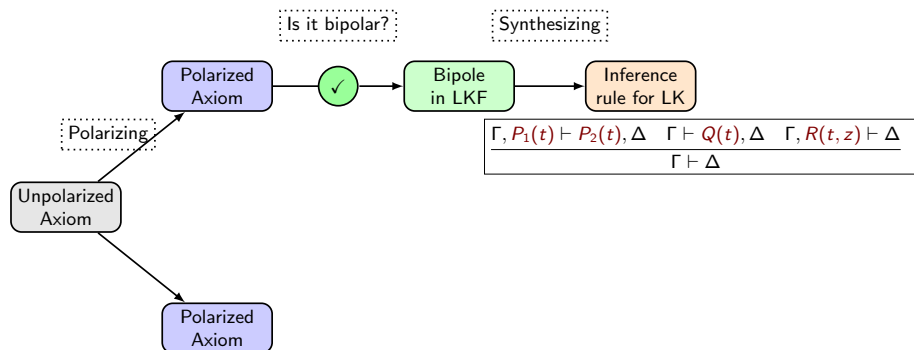 Is it bipolar?
Synthesizing
Polarized
Axiom
✓
Bipole
in LKF
Inference
rule for LK
Polarizing
Γ, P₁(t) ⊢ P₂(t), Δ Γ ⊢ Q(t), Δ Γ, R(t, z) ⊢ Δ
Γ ⊢ Δ
Unpolarized
Axiom
Polarized
Axiom